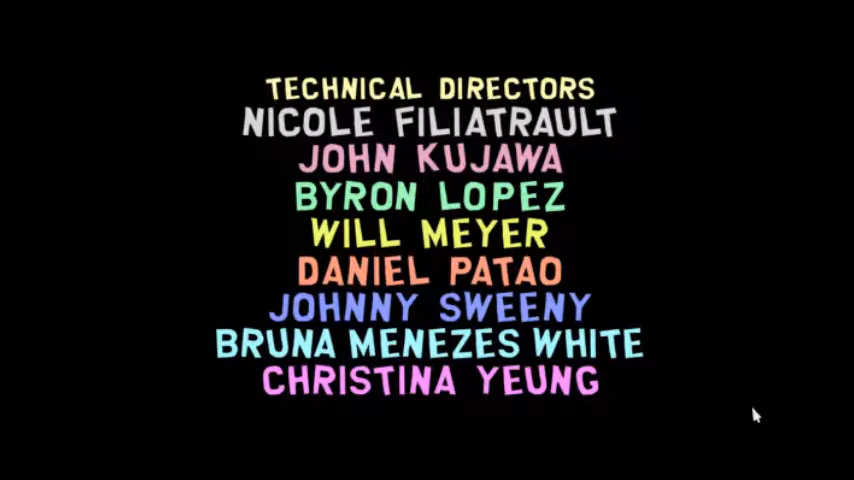 TECHNICAL DIRECTORS
NICOLE FILIATRAULT
JOHN KUJAWA
BYRON LOPEZ
WILL MEYER
DANIEL PATAO
JOHNNY SWEENY
BRUNA MENEZES WHITE
CHRISTINA YEUNG